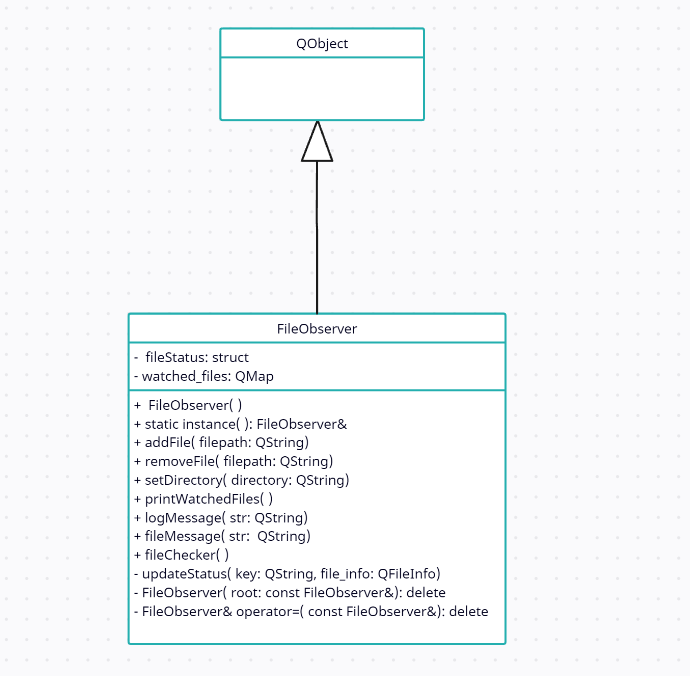 QObject
FileObserver
- fileStatus: struct
- watched_files: QMap
+ FileObserver( )
+ static instance( ): FileObserver&
+ addFile( filepath: QString)
+ removeFile( filepath: QString)
+ setDirectory( directory: QString)
+ printWatchedFiles( )
+ logMessage( str: QString)
+ fileMessage( str: QString)
+ fileChecker( )
- updateStatus( key: QString, file_info: QFileInfo)
- FileObserver( root: const FileObserver&): delete
- FileObserver& operator=( const FileObserver&): delete